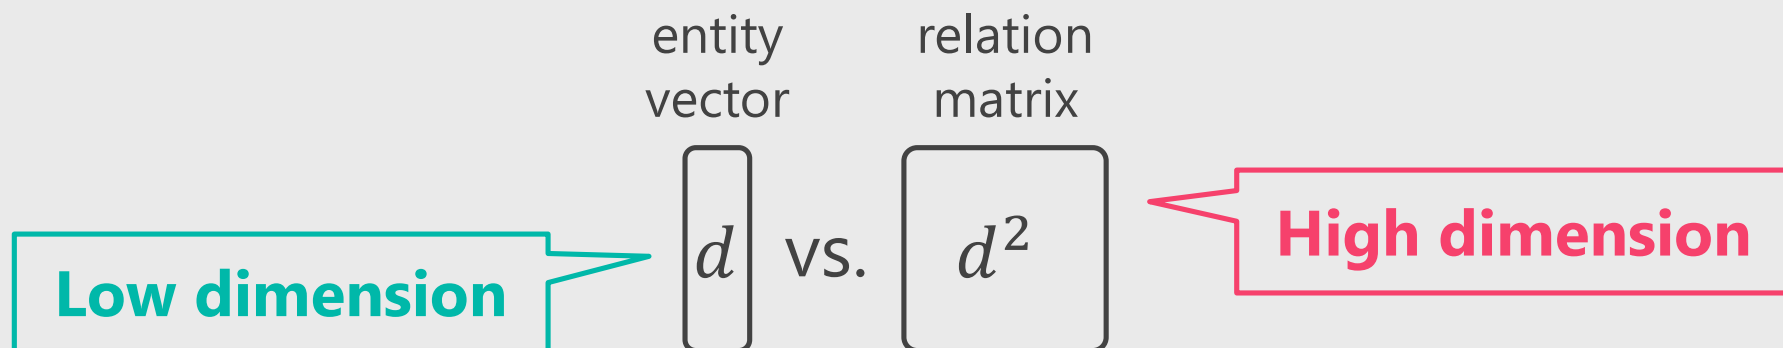 entity
vector
relation
matrix
Low dimension
d
vs.
d²
High dimension